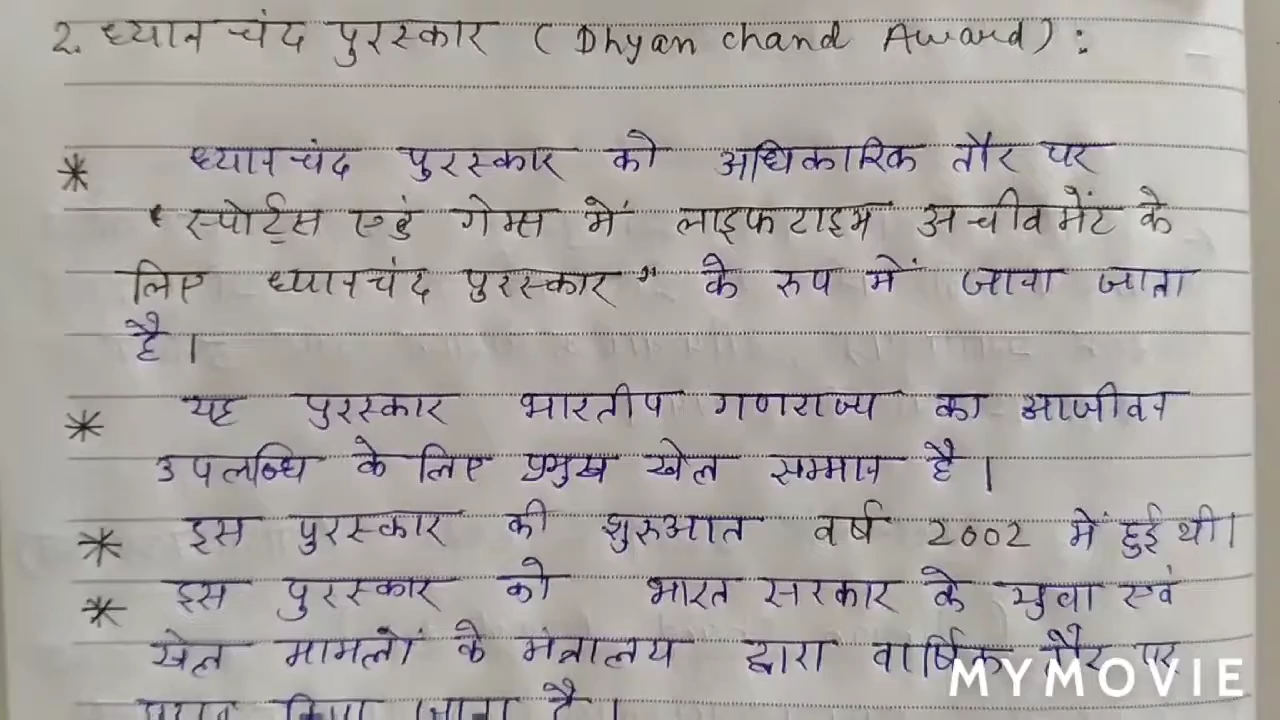 2. ध्यान चंद पुरस्कार ( Dhyan chand Award ) :
* ध्यानचंद पुरस्कार को अधिकारिक तौर पर
" स्पोर्ट्स एडं गेम्स में लाइफटाइम अचीवमेंट के
लिए ध्यानचंद पुरस्कार " के रुप में जाना जाता
है ।
* यह पुरस्कार भारतीय गणराज्य का आजीवन
उपलब्धि के लिए प्रमुख खेल सम्मान है ।
* इस पुरस्कार की शुरुआत वर्ष 2002 में हुई थी ।
* इस पुरस्कार को भारत सरकार के युवा एवं
खेल मामलों के मंत्रालय द्वारा वार्षिक तौर पर
प्रदान किया जाता है ।
MYMOVIE